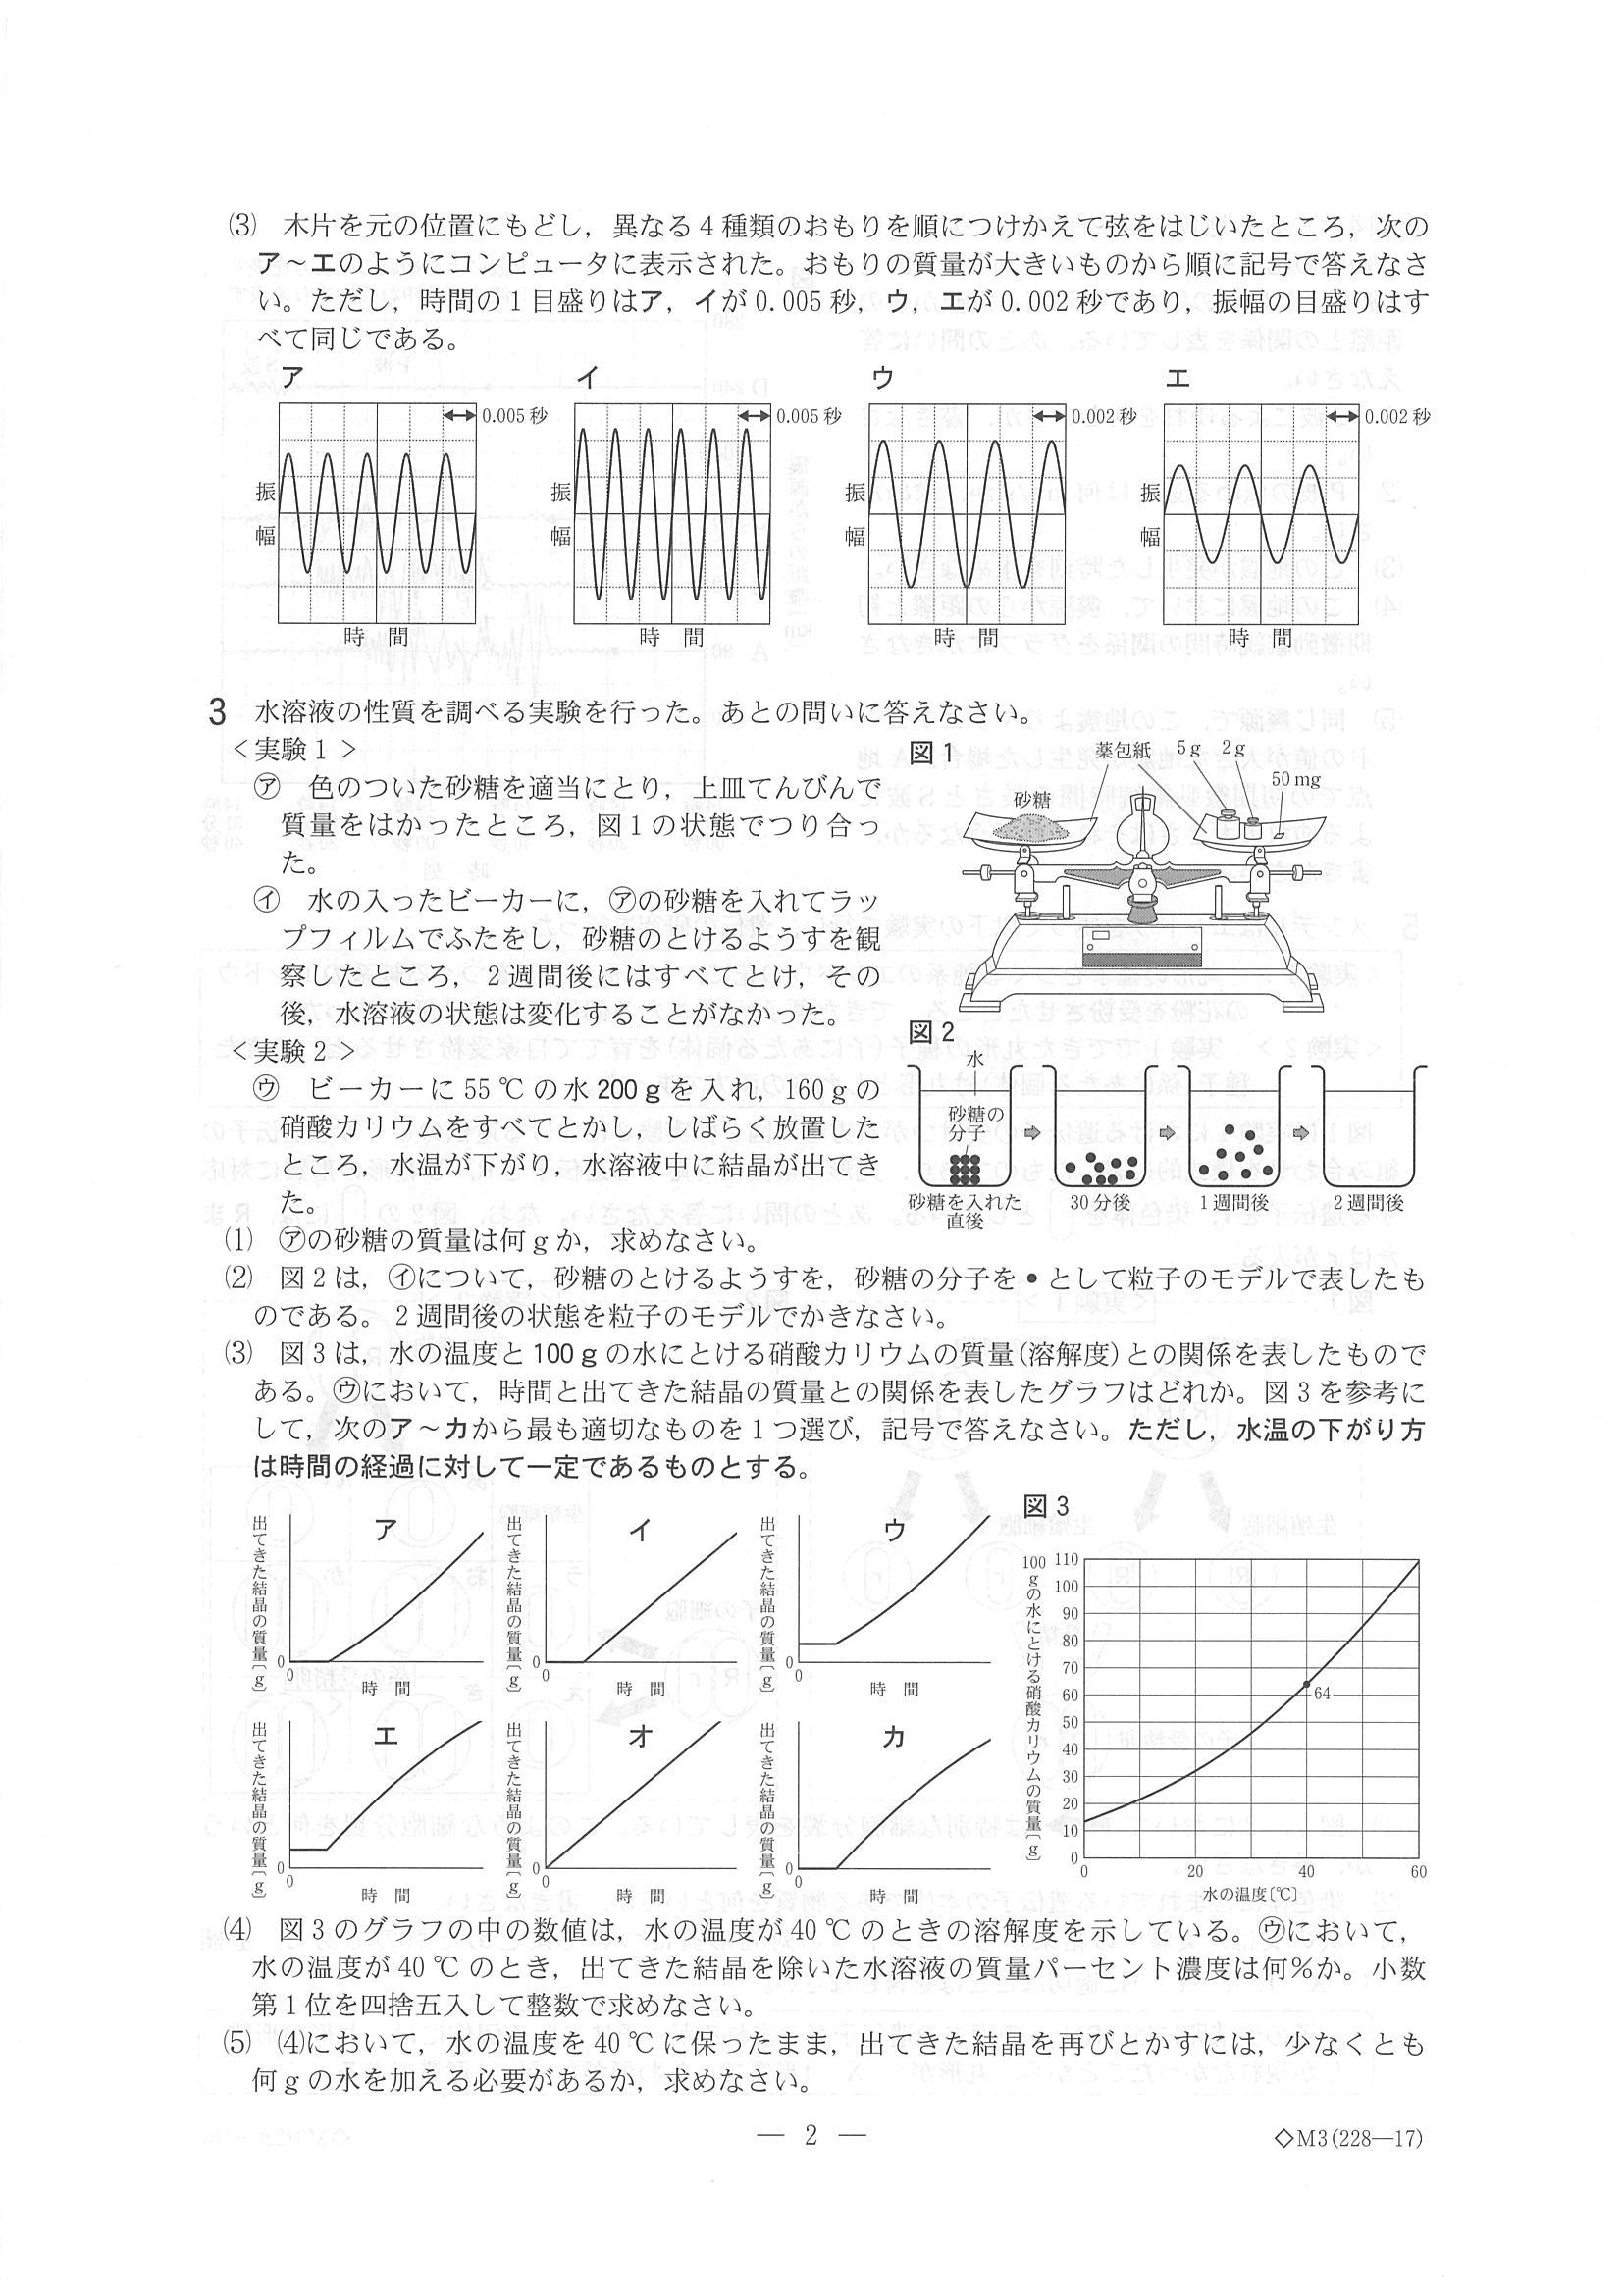 (3) 木片を元の位置にもどし，異なる4種類のおもりを順につけかえて弦をはじいたところ，次の
ア～エのようにコンピュータに表示された。おもりの質量が大きいものから順に記号で答えなさ
い。ただし，時間の1目盛りはア，イが0.005秒，ウ，エが0.002秒であり，振幅の目盛りはす
べて同じである。
ア イ ウ エ
0.005秒 0.005秒 0.002秒 0.002秒
振幅 振幅 振幅 振幅
時 間 時 間 時 間 時 間
3 水溶液の性質を調べる実験を行った。あとの問いに答えなさい。
＜実験1＞
㋐ 色のついた砂糖を適当にとり，上皿てんびんで
質量をはかったところ，図1の状態でつり合っ
た。
㋑ 水の入ったビーカーに，㋐の砂糖を入れてラッ
プフィルムでふたをし，砂糖のとけるようすを観
察したところ，2週間後にはすべてとけ，その
後，水溶液の状態は変化することがなかった。
＜実験2＞
㋒ ビーカーに55℃の水200gを入れ，160gの
硝酸カリウムをすべてとかし，しばらく放置した
ところ，水温が下がり，水溶液中に結晶が出てき
た。
図1
薬包紙 5g 2g
50mg
砂糖
図2
水
砂糖の
分子
砂糖を入れた
直後
30分後
1週間後
2週間後
(1) ㋐の砂糖の質量は何gか，求めなさい。
(2) 図2は，㋑について，砂糖のとけるようすを，砂糖の分子を●として粒子のモデルで表したも
のである。2週間後の状態を粒子のモデルでかきなさい。
(3) 図3は，水の温度と100gの水にとける硝酸カリウムの質量(溶解度)との関係を表したもので
ある。㋒において，時間と出てきた結晶の質量との関係を表したグラフはどれか。図3を参考に
して，次のア～カから最も適切なものを1つ選び，記号で答えなさい。ただし，水温の下がり方
は時間の経過に対して一定であるものとする。
ア イ ウ
出てきた結晶の質量〔g〕 出てきた結晶の質量〔g〕 出てきた結晶の質量〔g〕
0 0 0
0 0 0
時 間 時 間 時 間
エ オ カ
出てきた結晶の質量〔g〕 出てきた結晶の質量〔g〕 出てきた結晶の質量〔g〕
0 0 0
0 0 0
時 間 時 間 時 間
図3
100gの水にとける硝酸カリウムの質量〔g〕
110
100
90
80
70
60
50
40
30
20
10
0
64
0 20 40 60
水の温度〔℃〕
(4) 図3のグラフの中の数値は，水の温度が40℃のときの溶解度を示している。㋒において，
水の温度が40℃のとき，出てきた結晶を除いた水溶液の質量パーセント濃度は何%か。小数
第1位を四捨五入して整数で求めなさい。
(5) (4)において，水の温度を40℃に保ったまま，出てきた結晶を再びとかすには，少なくとも
何gの水を加える必要があるか，求めなさい。
— 2 —
◇M3(228—17)